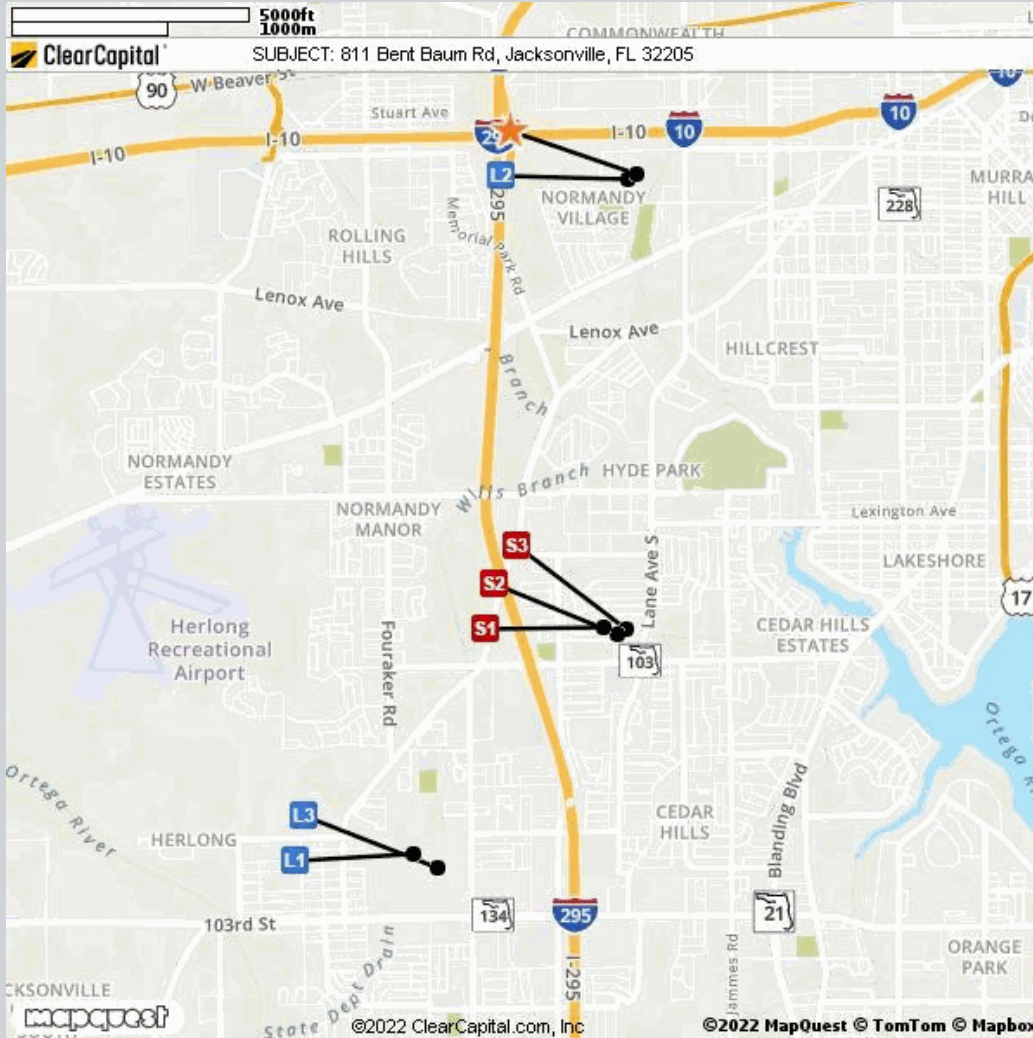 5000ft
1000m
COMMONWEALTH
ClearCapital
SUBJECT: 811 Bent Baum Rd, Jacksonville, FL 32205
90
W Beaver St
10
Stuart Ave
I-10
I-10
I-10
10
10
L2
295
NORMANDY
VILLAGE
228
MURRA
HILL
ROLLING
HILLS
Memorial Park Rd
Lenox Ave
Lenox Ave
HILLCREST
Branch
NORMANDY
ESTATES
HYDE PARK
Wills Branch
NORMANDY
MANOR
Lexington Ave
S3
LAKESHORE
S2
17
Lane Ave S
S1
CEDAR HILLS
ESTATES
Herlong
Recreational
Airport
103
Fouraker Rd
Ortega River
Ortega
Blanding Blvd
L3
CEDAR
HILLS
HERLONG
L1
103rd St
134
295
21
ORANGE
PARK
Jammes Rd
I-295
CKSONVILLE
State Dept Drain
mapquest
©2022 ClearCapital.com, Inc
©2022 MapQuest © TomTom © Mapbox